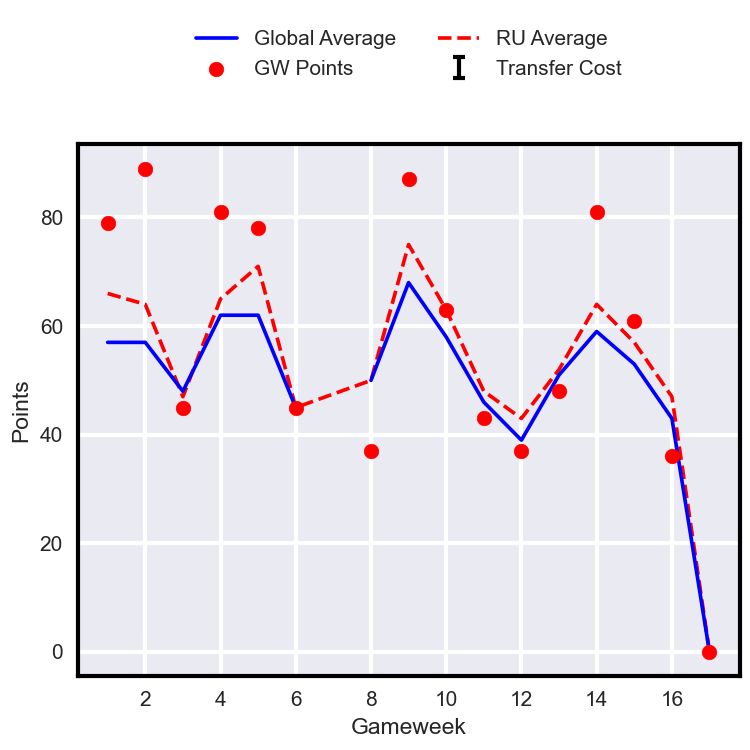 Global Average RU Average
GW Points Transfer Cost
80
60
40
20
0
Points
2 4 6 8 10 12 14 16
Gameweek